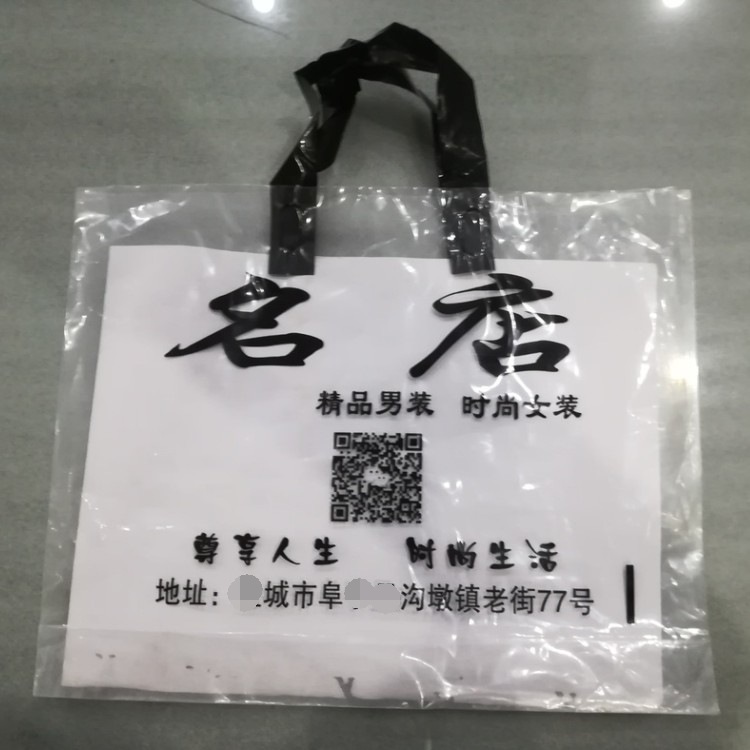 名店
精品男装 时尚女装
尊享人生 时尚生活
地址: 城市阜 沟墩镇老街77号